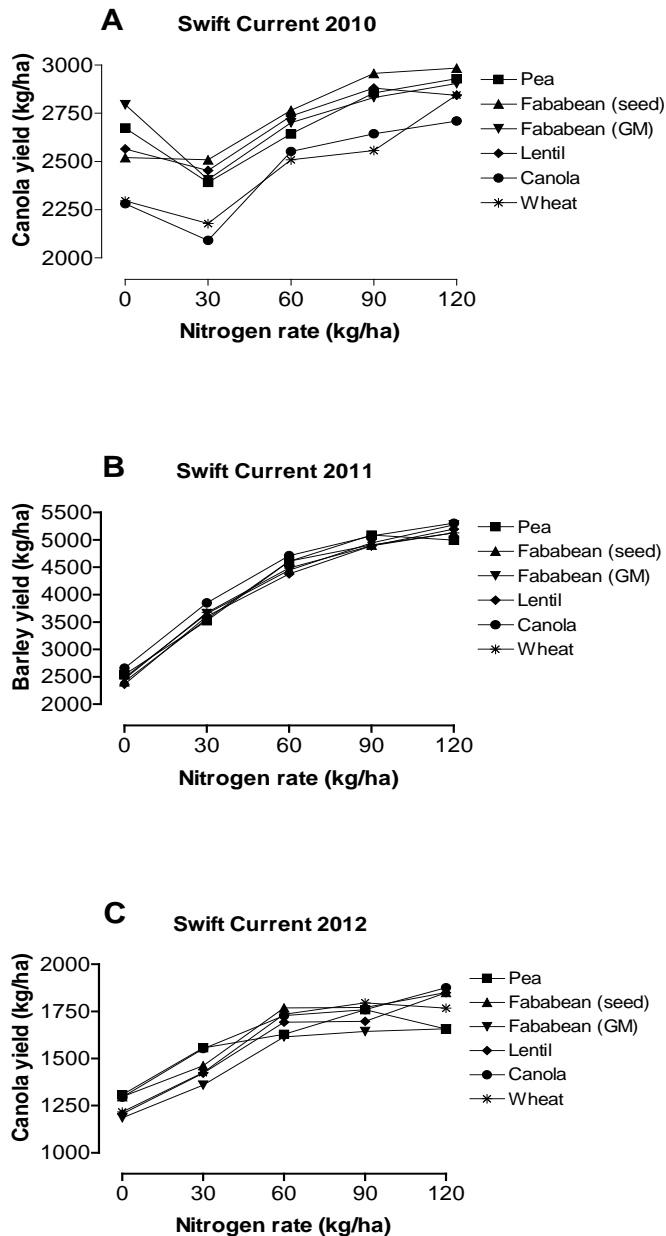 A Swift Current 2010
Canola yield (kg/ha)
3000
2750
2500
2250
2000
0 30 60 90 120
Nitrogen rate (kg/ha)
Pea
Fababean (seed)
Fababean (GM)
Lentil
Canola
Wheat
B Swift Current 2011
Barley yield (kg/ha)
5500
5000
4500
4000
3500
3000
2500
2000
0 30 60 90 120
Nitrogen rate (kg/ha)
Pea
Fababean (seed)
Fababean (GM)
Lentil
Canola
Wheat
C Swift Current 2012
Canola yield (kg/ha)
2000
1750
1500
1250
1000
0 30 60 90 120
Nitrogen rate (kg/ha)
Pea
Fababean (seed)
Fababean (GM)
Lentil
Canola
Wheat